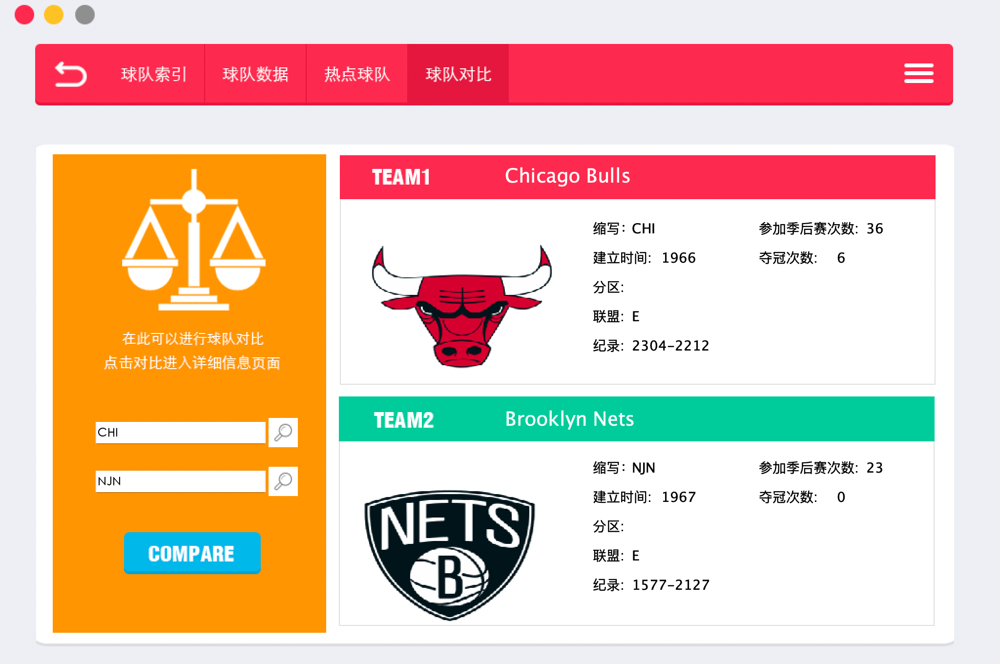 球队索引
球队数据
热点球队
球队对比
在此可以进行球队对比
点击对比进入详细信息页面
CHI
NJN
COMPARE
TEAM1 Chicago Bulls
缩写：CHI 参加季后赛次数: 36
建立时间: 1966 夺冠次数: 6
分区:
联盟: E
纪录: 2304-2212
TEAM2 Brooklyn Nets
NETS
B
缩写：NJN 参加季后赛次数: 23
建立时间: 1967 夺冠次数: 0
分区:
联盟: E
纪录: 1577-2127